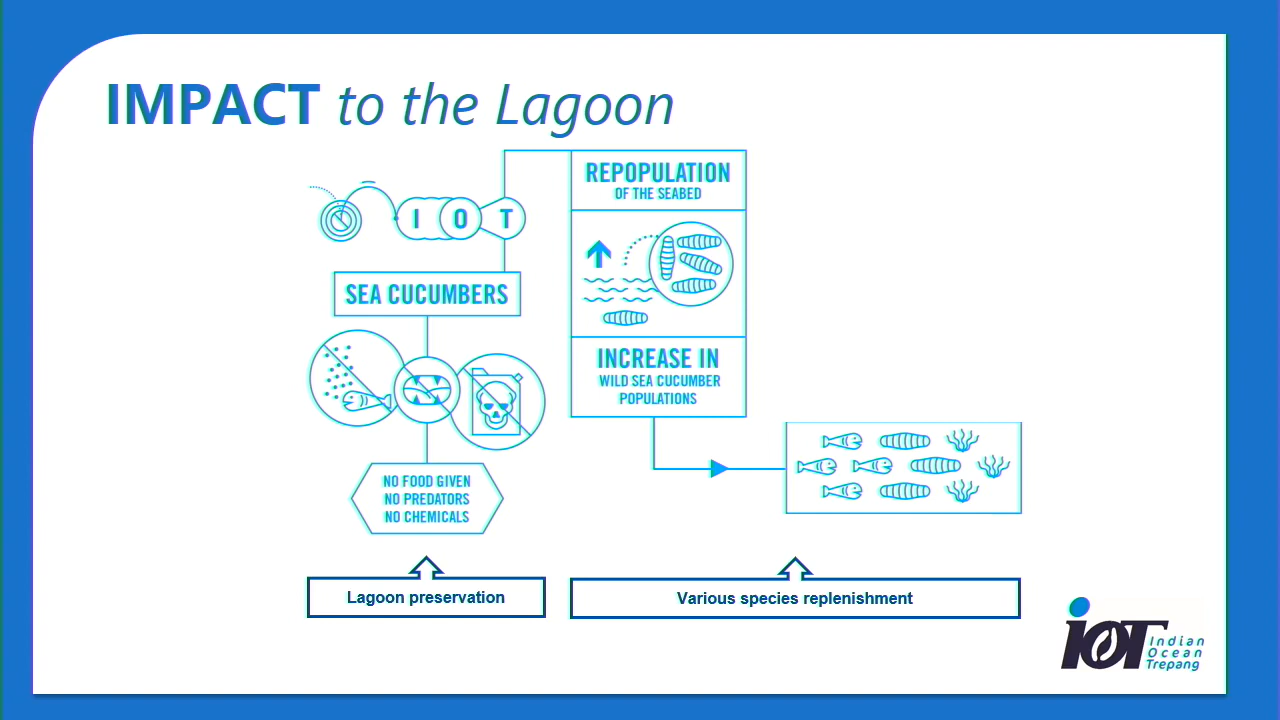 IMPACT to the Lagoon
I O T
SEA CUCUMBERS
NO FOOD GIVEN
NO PREDATORS
NO CHEMICALS
REPOPULATION
OF THE SEABED
INCREASE IN
WILD SEA CUCUMBER
POPULATIONS
Lagoon preservation
Various species replenishment
iOT
Indian
Ocean
Trepang